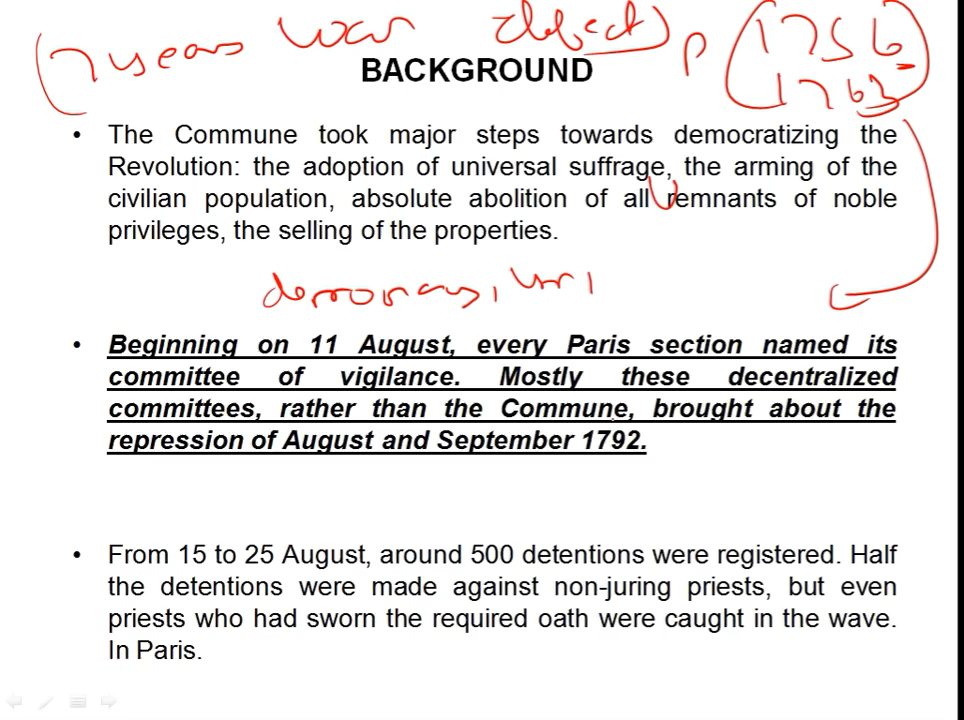 7 years war defeat) p (1756
1763
BACKGROUND
• The Commune took major steps towards democratizing the
Revolution: the adoption of universal suffrage, the arming of the
civilian population, absolute abolition of all remnants of noble
privileges, the selling of the properties.
• Beginning on 11 August, every Paris section named its
committee of vigilance. Mostly these decentralized
committees, rather than the Commune, brought about the
repression of August and September 1792.
• From 15 to 25 August, around 500 detentions were registered. Half
the detentions were made against non-juring priests, but even
priests who had sworn the required oath were caught in the wave.
In Paris.